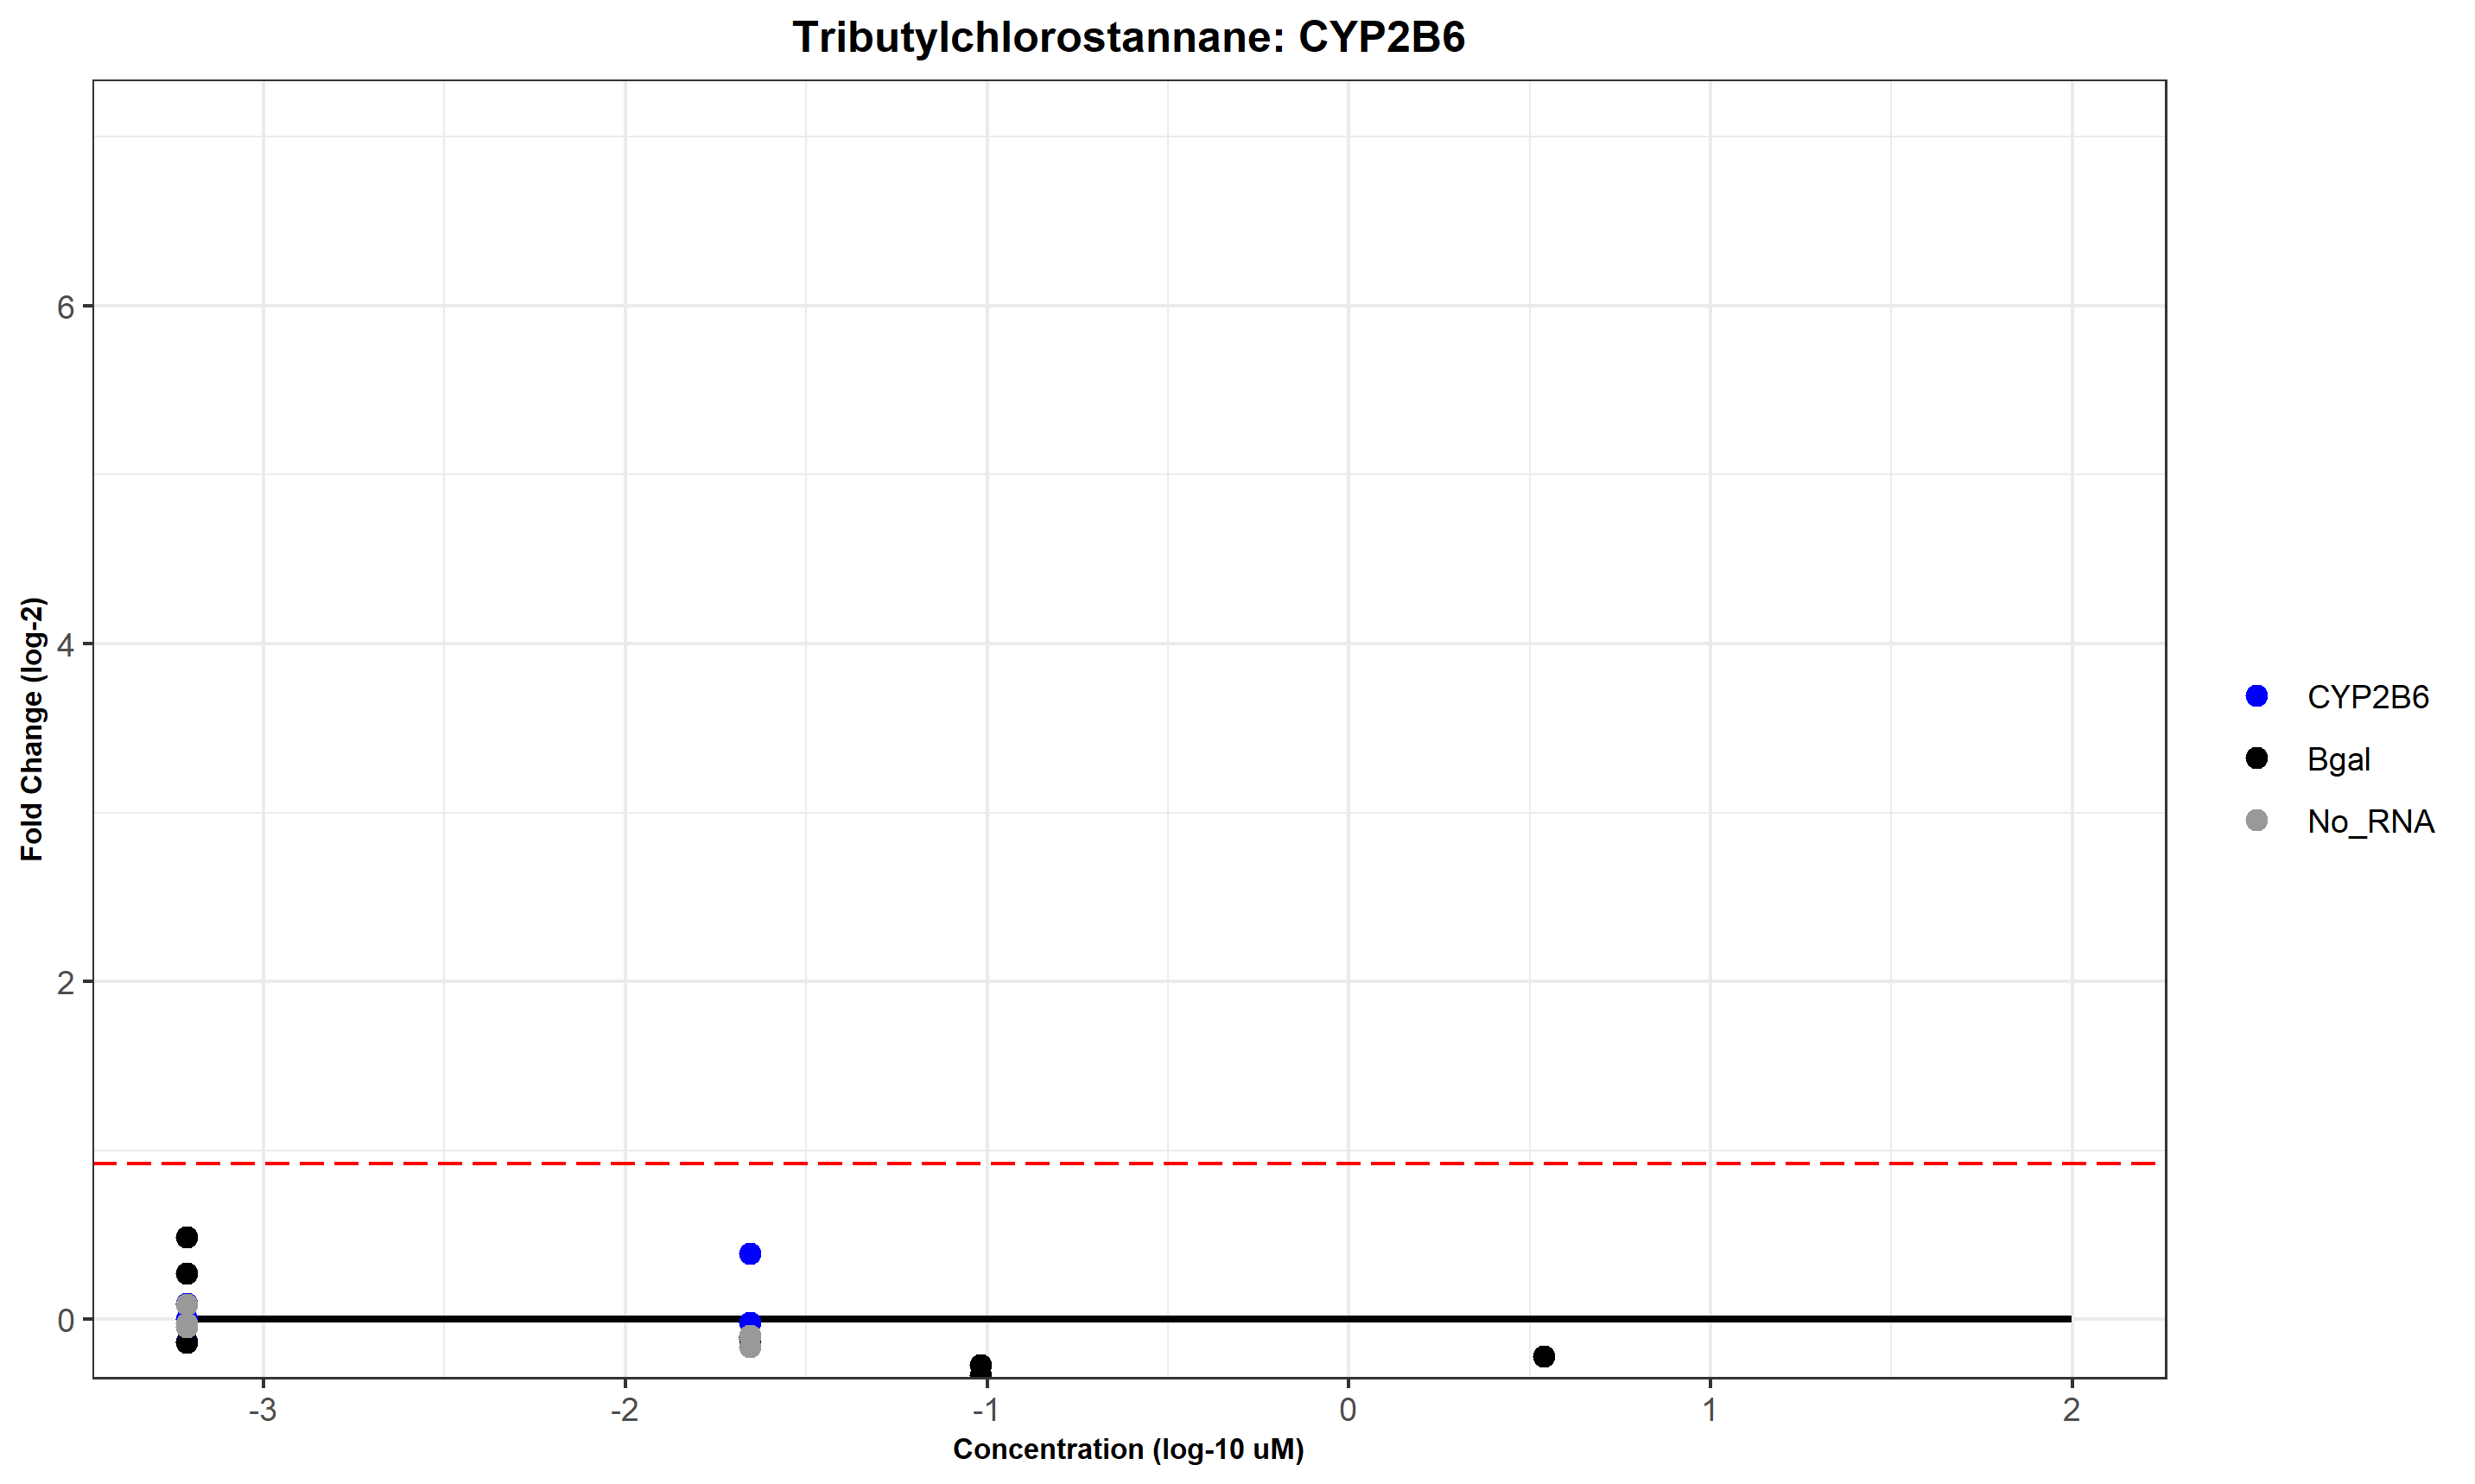 Tributylchlorostannane: CYP2B6
Fold Change (log-2)
6
4
2
0
-3
-2
-1
0
1
2
Concentration (log-10 uM)
CYP2B6
Bgal
No_RNA